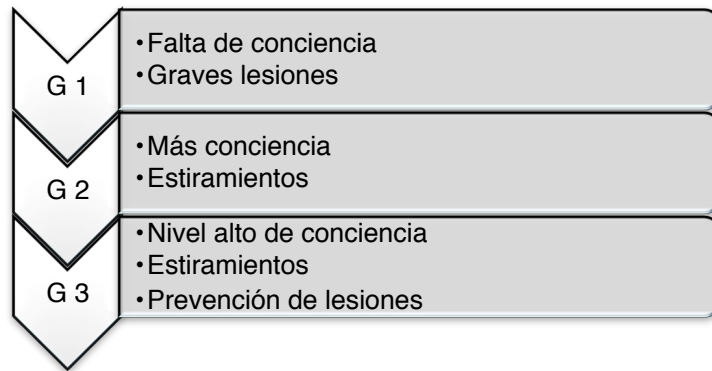 G 1
•Falta de conciencia
•Graves lesiones
G 2
•Más conciencia
•Estiramientos
G 3
•Nivel alto de conciencia
•Estiramientos
•Prevención de lesiones